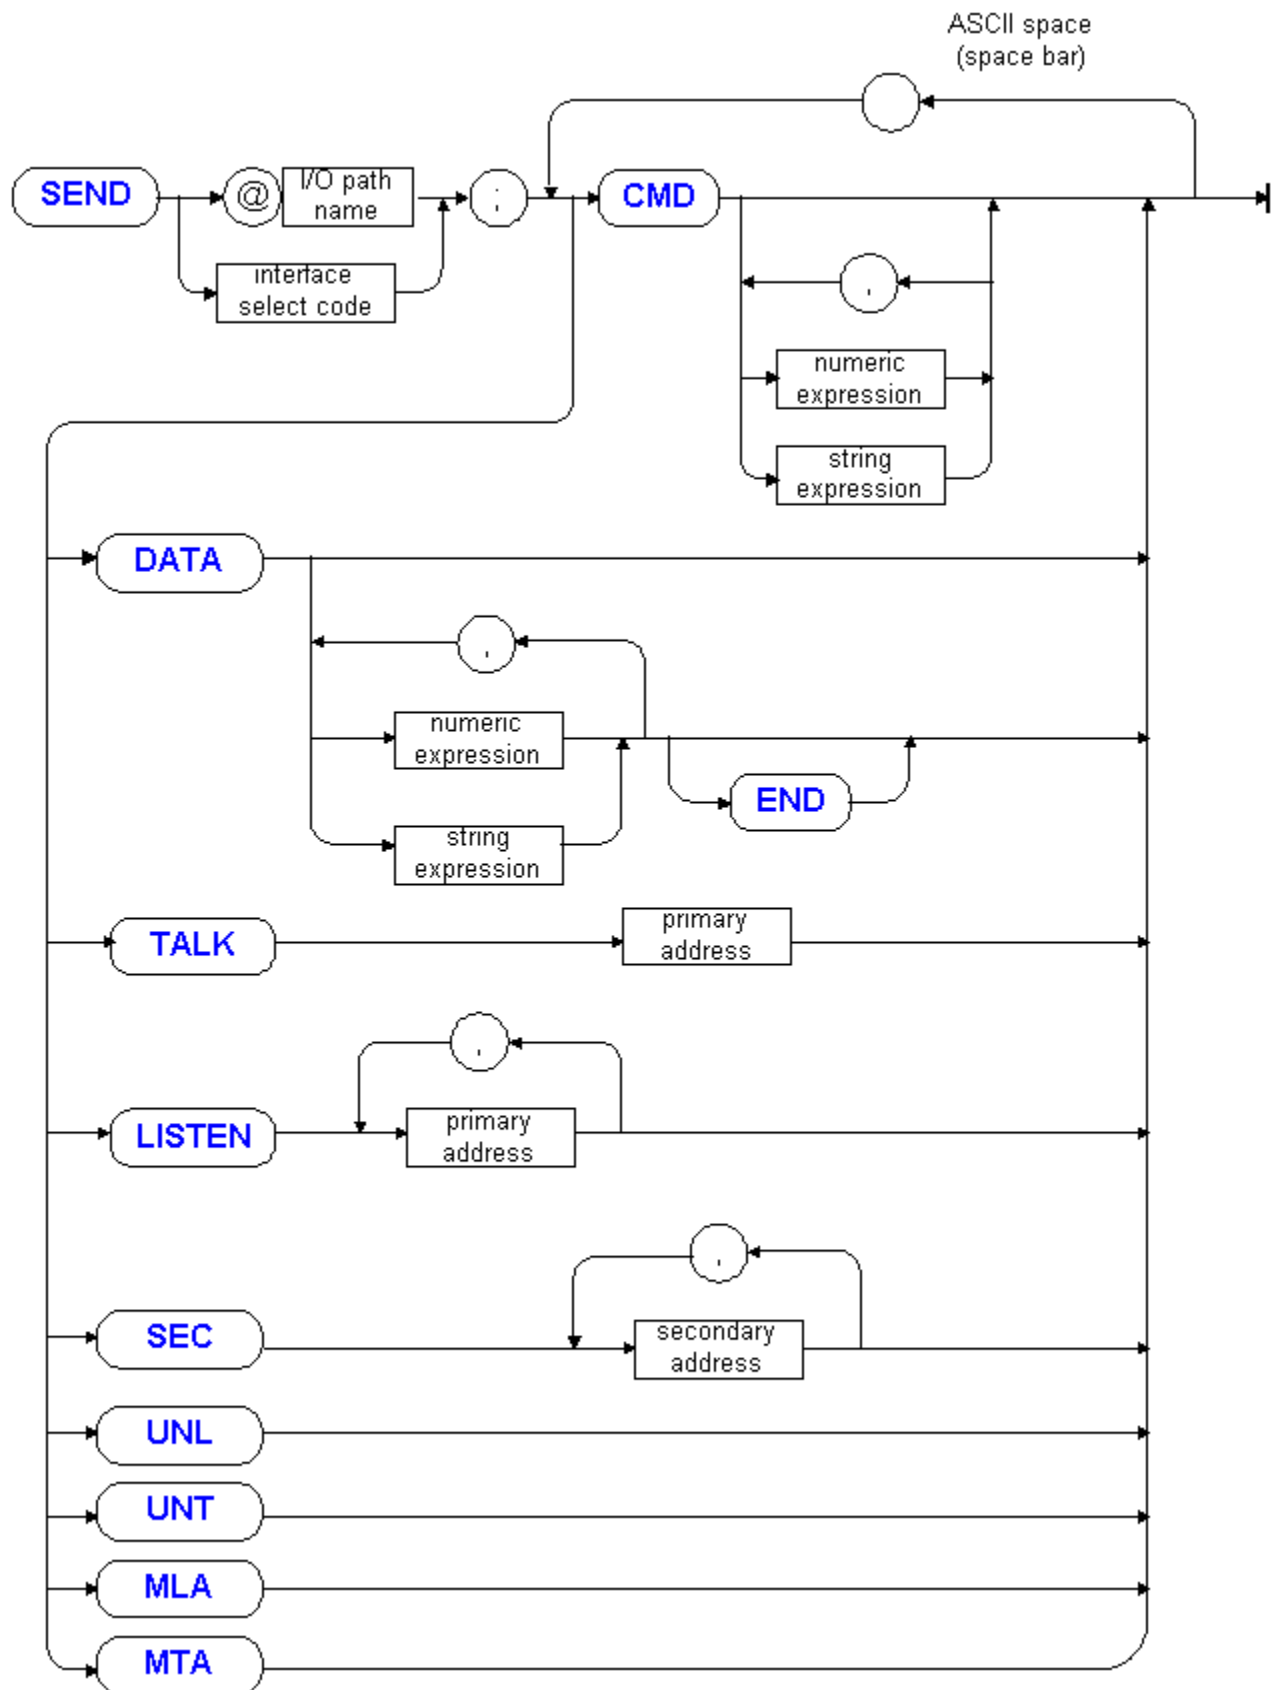 ASCII space
(space bar)
SEND
@
I/O path
name
;
CMD
interface
select code
,
numeric
expression
string
expression
DATA
,
numeric
expression
END
string
expression
TALK
primary
address
,
LISTEN
primary
address
,
SEC
secondary
address
UNL
UNT
MLA
MTA